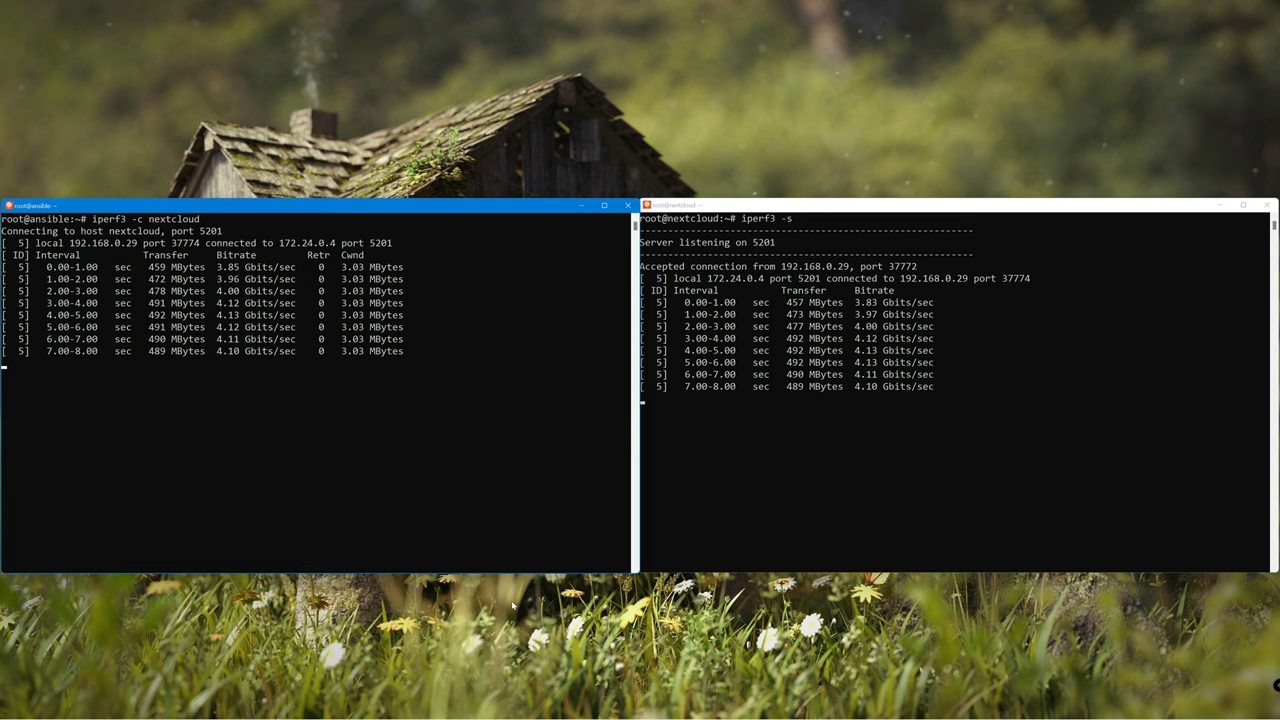 root@ansible: ~
root@ansible:~# iperf3 -c nextcloud
Connecting to host nextcloud, port 5201
[  5] local 192.168.0.29 port 37774 connected to 172.24.0.4 port 5201
[ ID] Interval           Transfer     Bitrate         Retr  Cwnd
[  5]   0.00-1.00   sec   459 MBytes  3.85 Gbits/sec    0   3.03 MBytes
[  5]   1.00-2.00   sec   472 MBytes  3.96 Gbits/sec    0   3.03 MBytes
[  5]   2.00-3.00   sec   478 MBytes  4.00 Gbits/sec    0   3.03 MBytes
[  5]   3.00-4.00   sec   491 MBytes  4.12 Gbits/sec    0   3.03 MBytes
[  5]   4.00-5.00   sec   492 MBytes  4.13 Gbits/sec    0   3.03 MBytes
[  5]   5.00-6.00   sec   491 MBytes  4.12 Gbits/sec    0   3.03 MBytes
[  5]   6.00-7.00   sec   490 MBytes  4.11 Gbits/sec    0   3.03 MBytes
[  5]   7.00-8.00   sec   489 MBytes  4.10 Gbits/sec    0   3.03 MBytes
root@nextcloud: ~
root@nextcloud:~# iperf3 -s
-----------------------------------------------------------
Server listening on 5201
-----------------------------------------------------------
Accepted connection from 192.168.0.29, port 37772
[  5] local 172.24.0.4 port 5201 connected to 192.168.0.29 port 37774
[ ID] Interval           Transfer     Bitrate
[  5]   0.00-1.00   sec   457 MBytes  3.83 Gbits/sec
[  5]   1.00-2.00   sec   473 MBytes  3.97 Gbits/sec
[  5]   2.00-3.00   sec   477 MBytes  4.00 Gbits/sec
[  5]   3.00-4.00   sec   492 MBytes  4.12 Gbits/sec
[  5]   4.00-5.00   sec   492 MBytes  4.13 Gbits/sec
[  5]   5.00-6.00   sec   492 MBytes  4.13 Gbits/sec
[  5]   6.00-7.00   sec   490 MBytes  4.11 Gbits/sec
[  5]   7.00-8.00   sec   489 MBytes  4.10 Gbits/sec